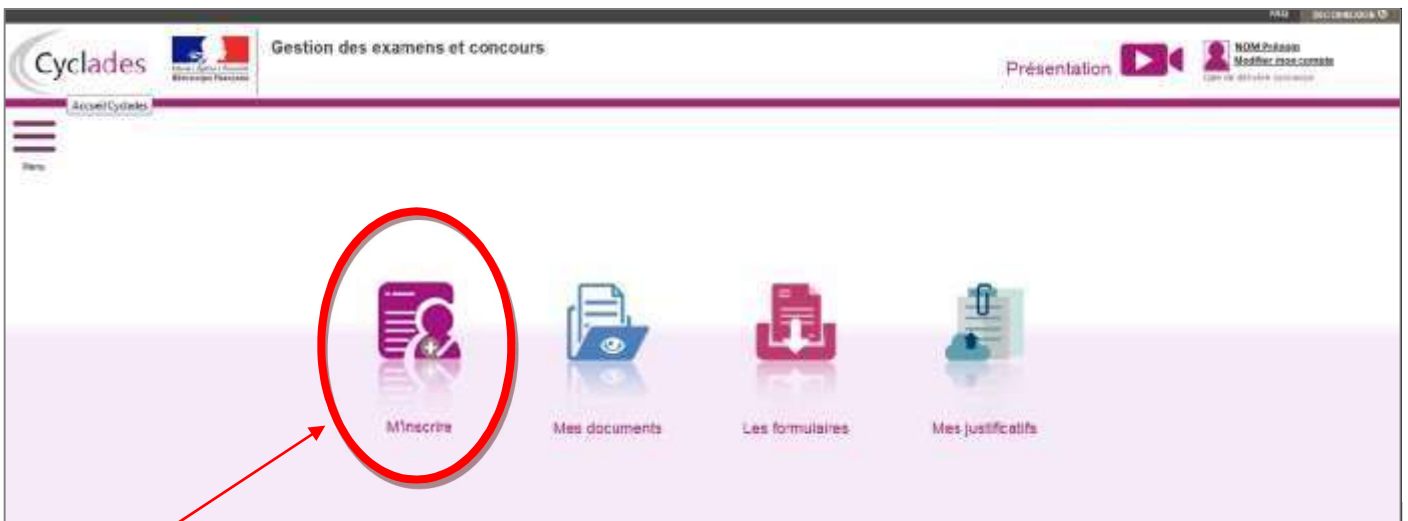 FAQ
Cyclades
Gestion des examens et concours
Présentation
NOM Prénom
Modifier mon compte
Accueil Cyclades
Menu
M'inscrire
Mes documents
Les formulaires
Mes justificatifs